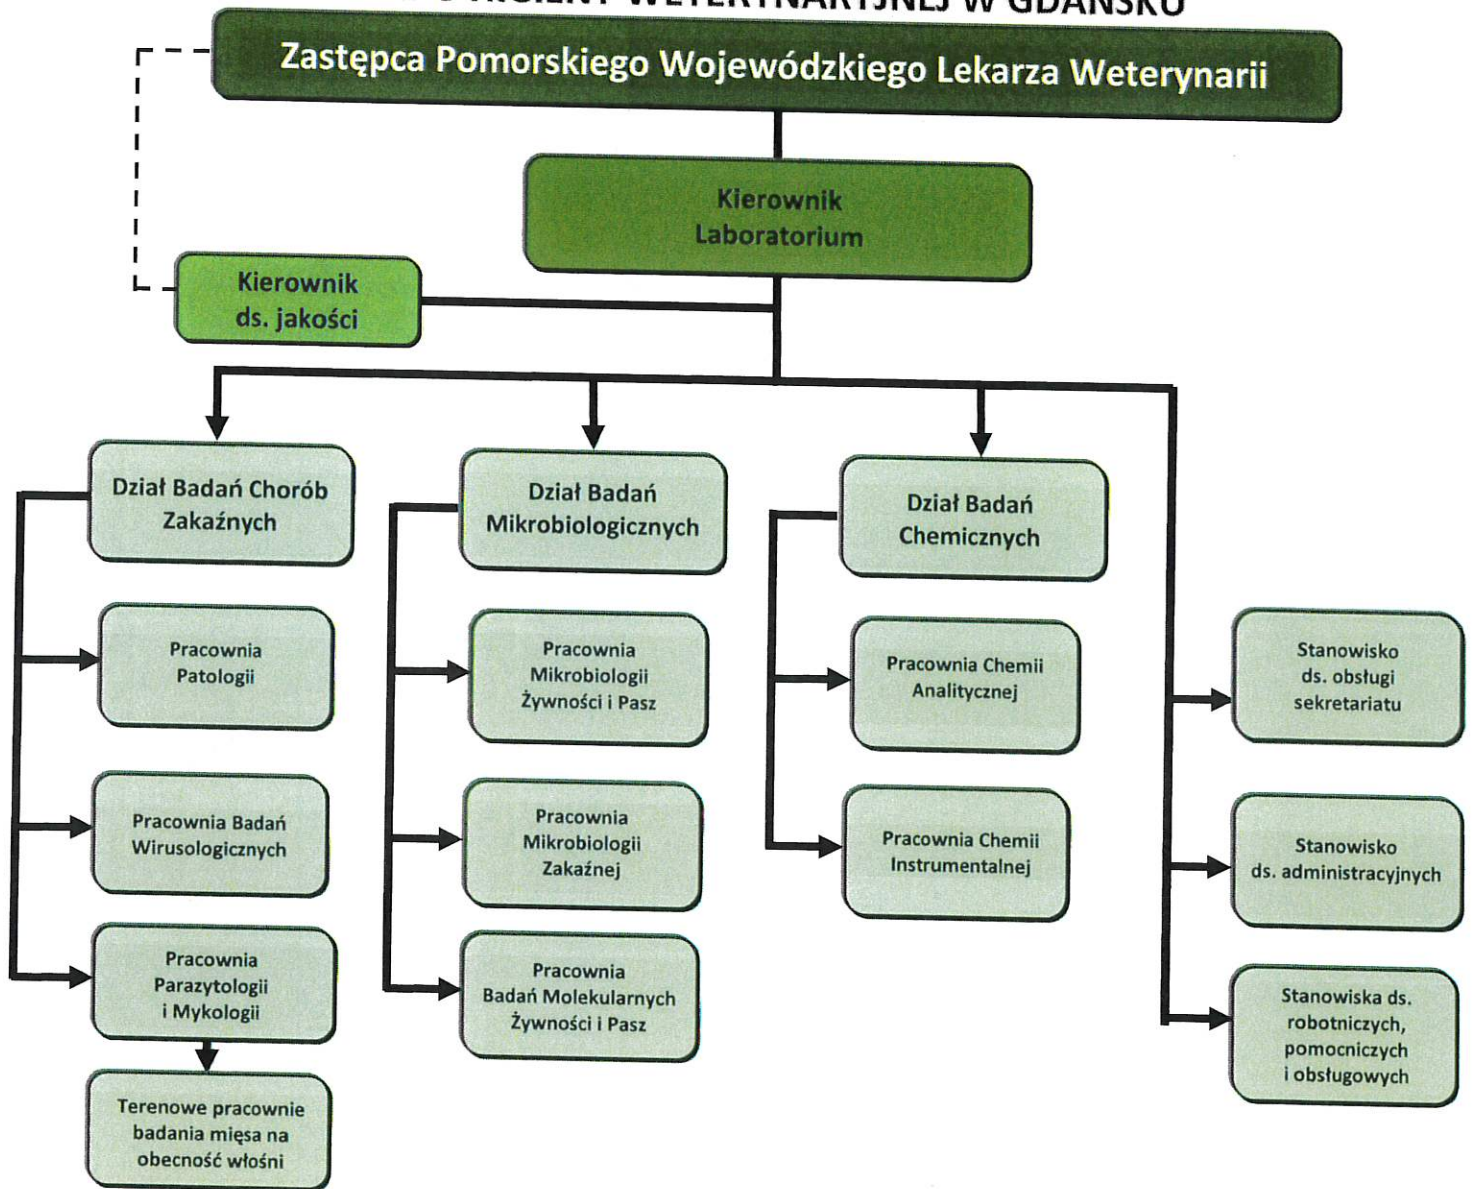 HIGIENY WETERYNARYJNEJ W GDAŃSKU
Zastępca Pomorskiego Wojewódzkiego Lekarza Weterynarii
Kierownik
Laboratorium
Kierownik
ds. jakości
Dział Badań Chorób
Zakaźnych
Dział Badań
Mikrobiologicznych
Dział Badań
Chemicznych
Pracownia
Patologii
Pracownia
Mikrobiologii
Żywności i Pasz
Pracownia Chemii
Analitycznej
Stanowisko
ds. obsługi
sekretariatu
Pracownia Badań
Wirusologicznych
Pracownia
Mikrobiologii
Zakaźnej
Pracownia Chemii
Instrumentalnej
Stanowisko
ds. administracyjnych
Pracownia
Parazytologii
i Mykologii
Pracownia
Badań Molekularnych
Żywności i Pasz
Stanowiska ds.
robotniczych,
pomocniczych
i obsługowych
Terenowe pracownie
badania mięsa na
obecność włośni